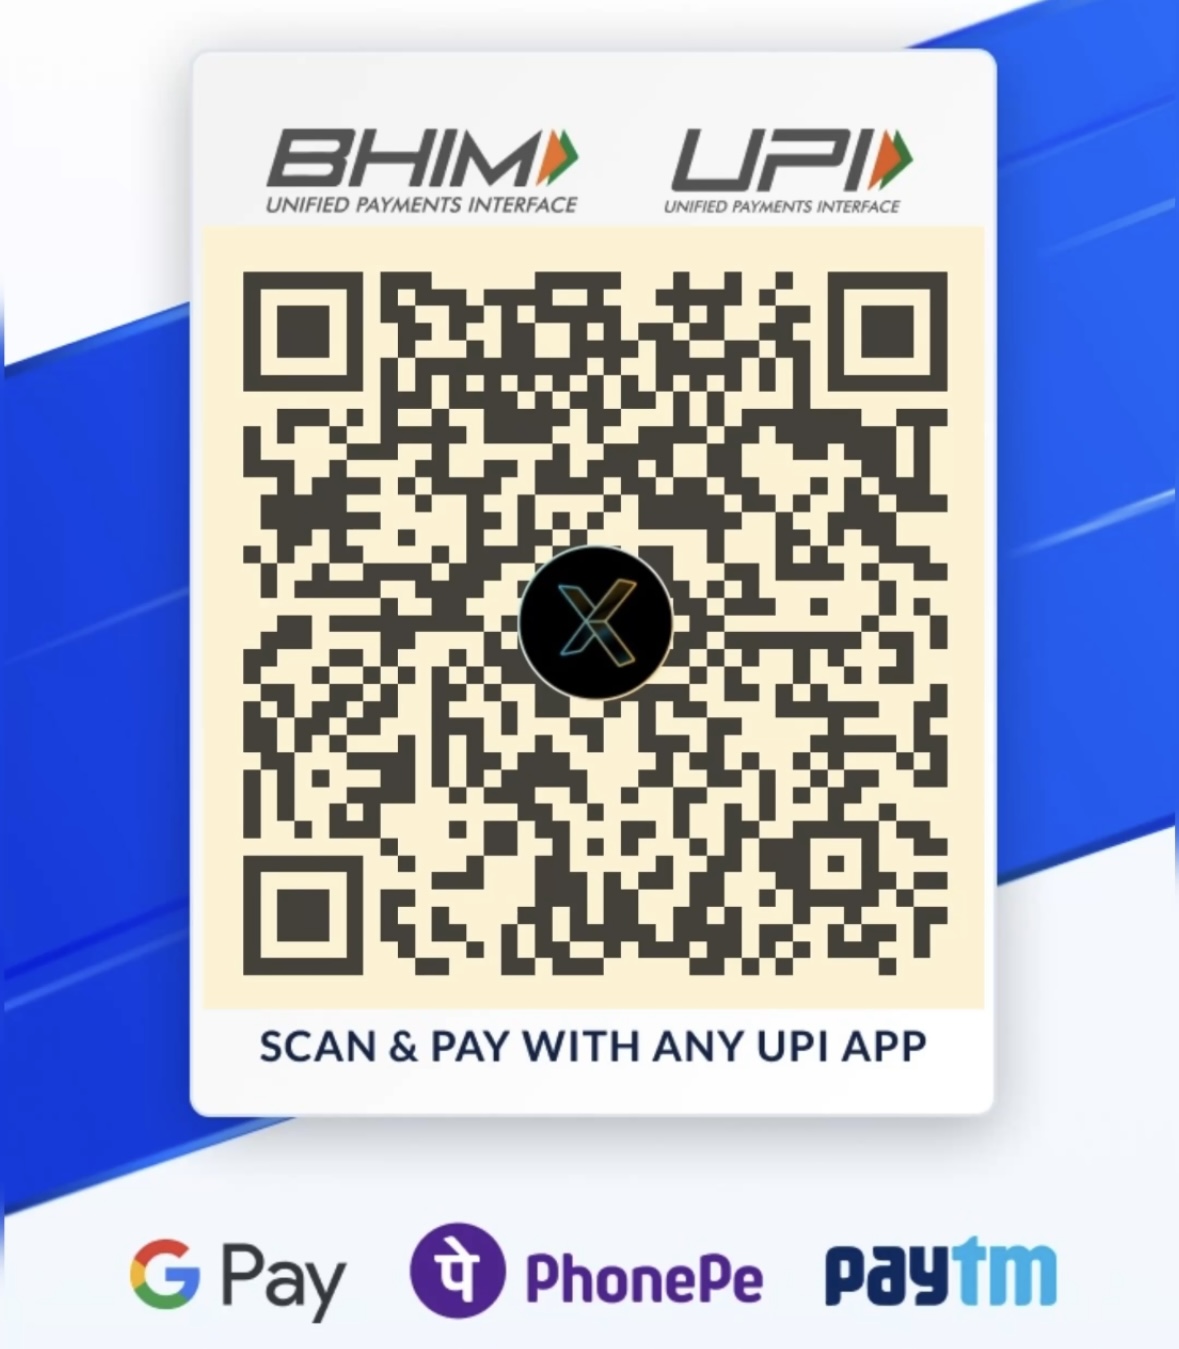 BHIM UPI
UNIFIED PAYMENTS INTERFACE UNIFIED PAYMENTS INTERFACE
X
SCAN & PAY WITH ANY UPI APP
G Pay पे PhonePe paytm